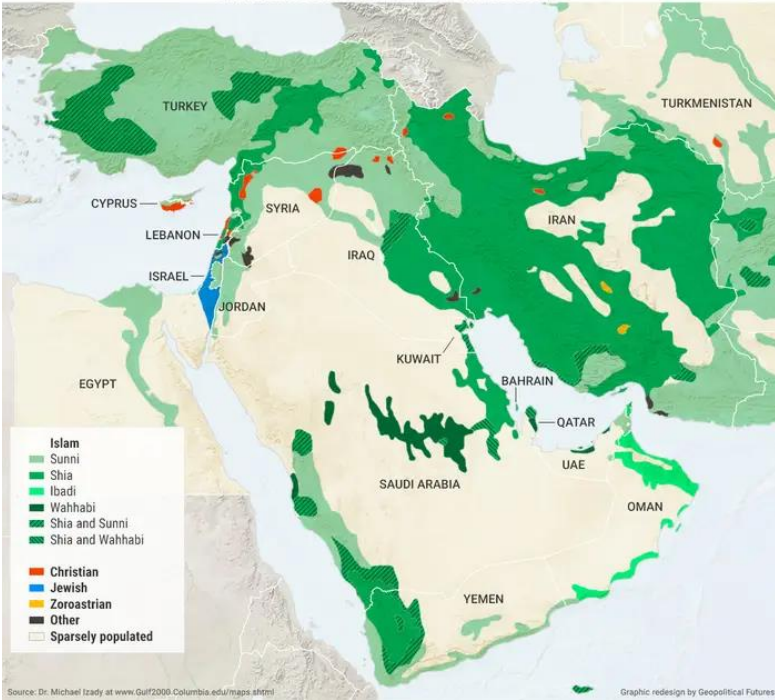 TURKEY
TURKMENISTAN
CYPRUS
SYRIA
LEBANON
IRAN
IRAQ
ISRAEL
JORDAN
KUWAIT
EGYPT
BAHRAIN
QATAR
UAE
SAUDI ARABIA
OMAN
YEMEN
Islam
Sunni
Shia
Ibadi
Wahhabi
Shia and Sunni
Shia and Wahhabi
Christian
Jewish
Zoroastrian
Other
Sparsely populated
Source: Dr. Michael Izady at www.Gulf2000.Columbia.edu/maps.shtml
Graphic redesign by Geopolitical Futures